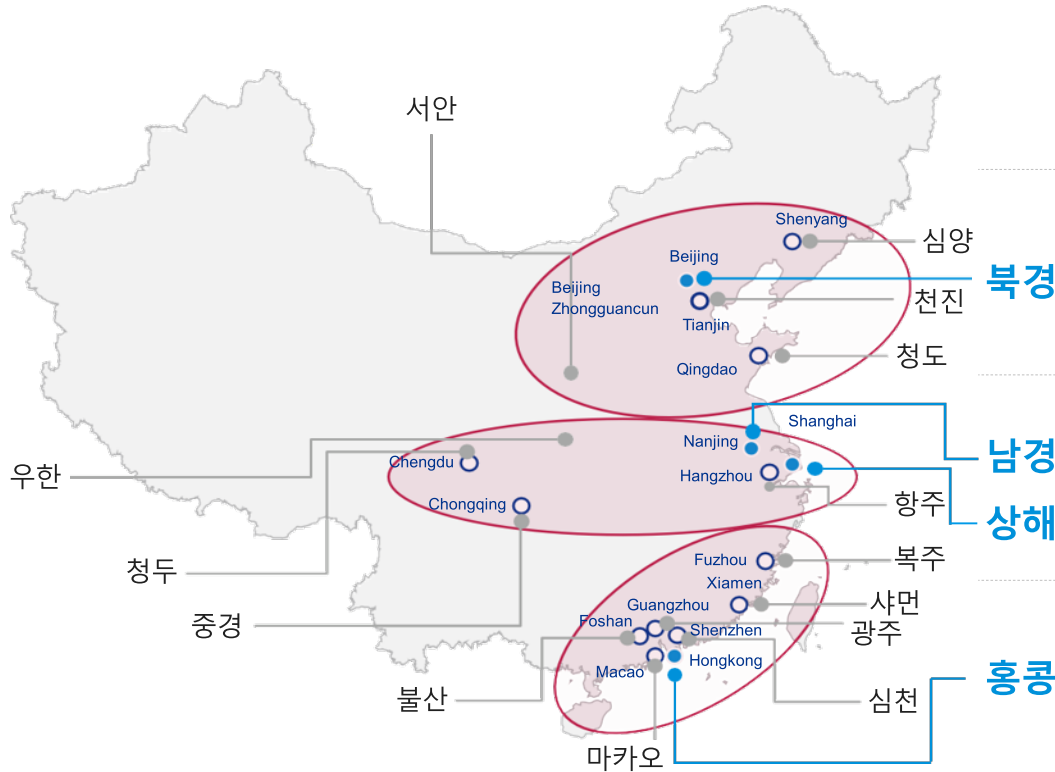 서안
Shenyang
심양
Beijing
북경
Beijing
Zhongguancun
천진
Tianjin
청도
Qingdao
Shanghai
Nanjing
남경
우한
Chengdu
Hangzhou
항주
Chongqing
상해
청두
Fuzhou
복주
Xiamen
중경
Guangzhou
샤먼
Foshan
Shenzhen
광주
Hongkong
Macao
홍콩
불산
심천
마카오